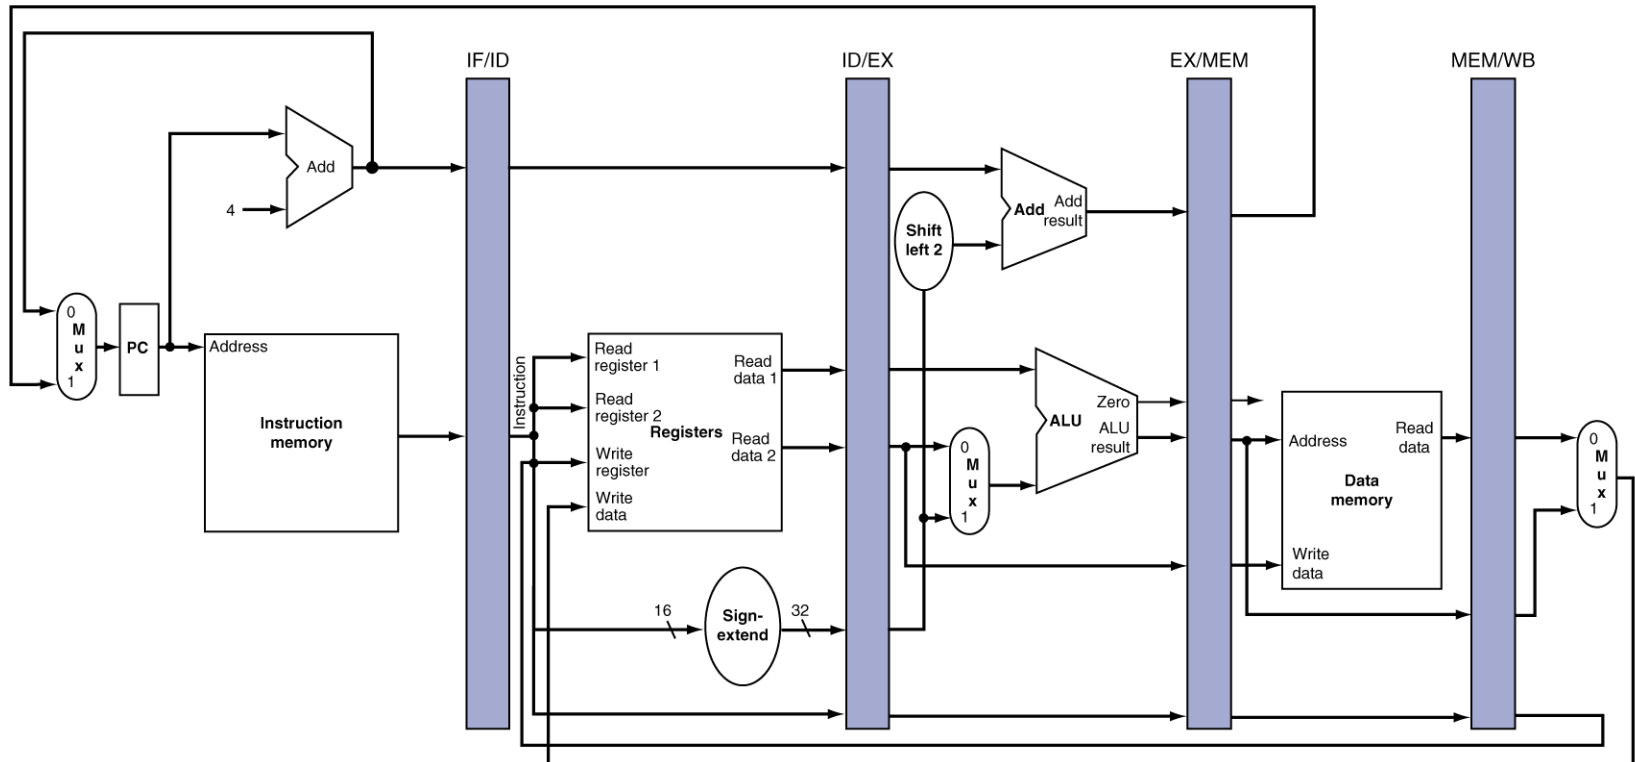 IF/ID
ID/EX
EX/MEM
MEM/WB
Add
4
Shift
left 2
Add
Add
result
0
M
u
x
1
PC
Address
Instruction
memory
Instruction
Read
register 1
Read
register 2
Write
register
Write
data
Registers
Read
data 1
Read
data 2
16
Sign-
extend
32
0
M
u
x
1
ALU
Zero
ALU
result
Address
Read
data
Data
memory
Write
data
0
M
u
x
1